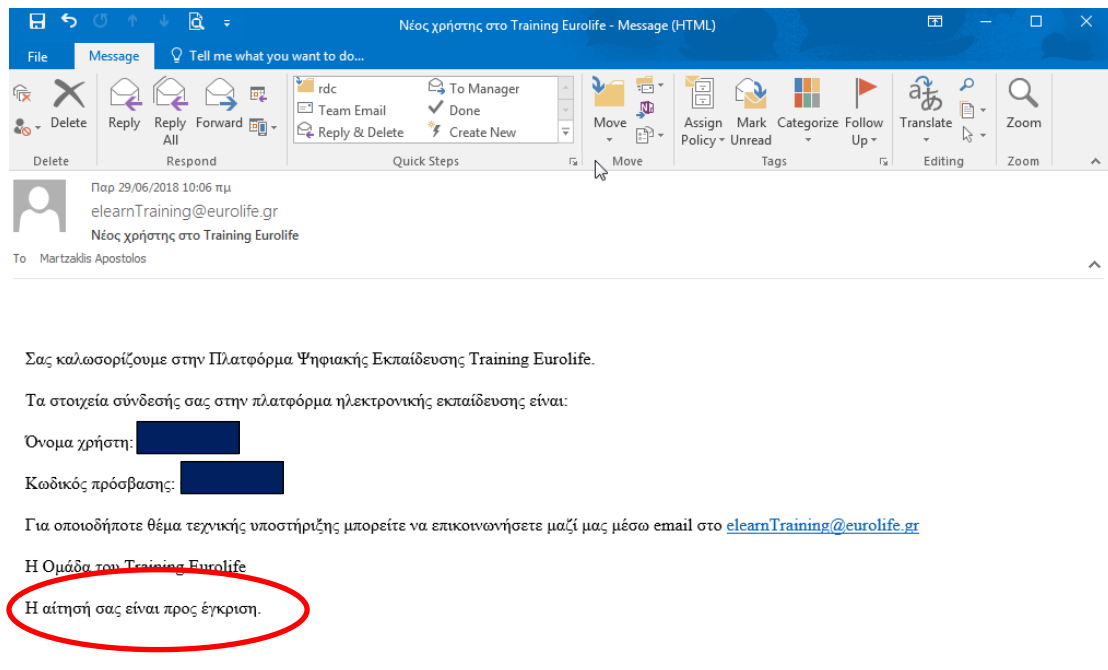 Νέος χρήστης στο Training Eurolife - Message (HTML)
File Message Tell me what you want to do...
rdc To Manager
Team Email Done
Reply & Delete Create New
Delete Reply Reply All Forward Move Assign Policy Mark Unread Categorize Follow Up Translate Zoom
Delete Respond Quick Steps Move Tags Editing Zoom
Παρ 29/06/2018 10:06 πμ
elearnTraining@eurolife.gr
Νέος χρήστης στο Training Eurolife
To Martzaklis Apostolos
Σας καλωσορίζουμε στην Πλατφόρμα Ψηφιακής Εκπαίδευσης Training Eurolife.
Τα στοιχεία σύνδεσής σας στην πλατφόρμα ηλεκτρονικής εκπαίδευσης είναι:
Όνομα χρήστη:
Κωδικός πρόσβασης:
Για οποιοδήποτε θέμα τεχνικής υποστήριξης μπορείτε να επικοινωνήσετε μαζί μας μέσω email στο elearnTraining@eurolife.gr
Η Ομάδα του Training Eurolife
Η αίτησή σας είναι προς έγκριση.